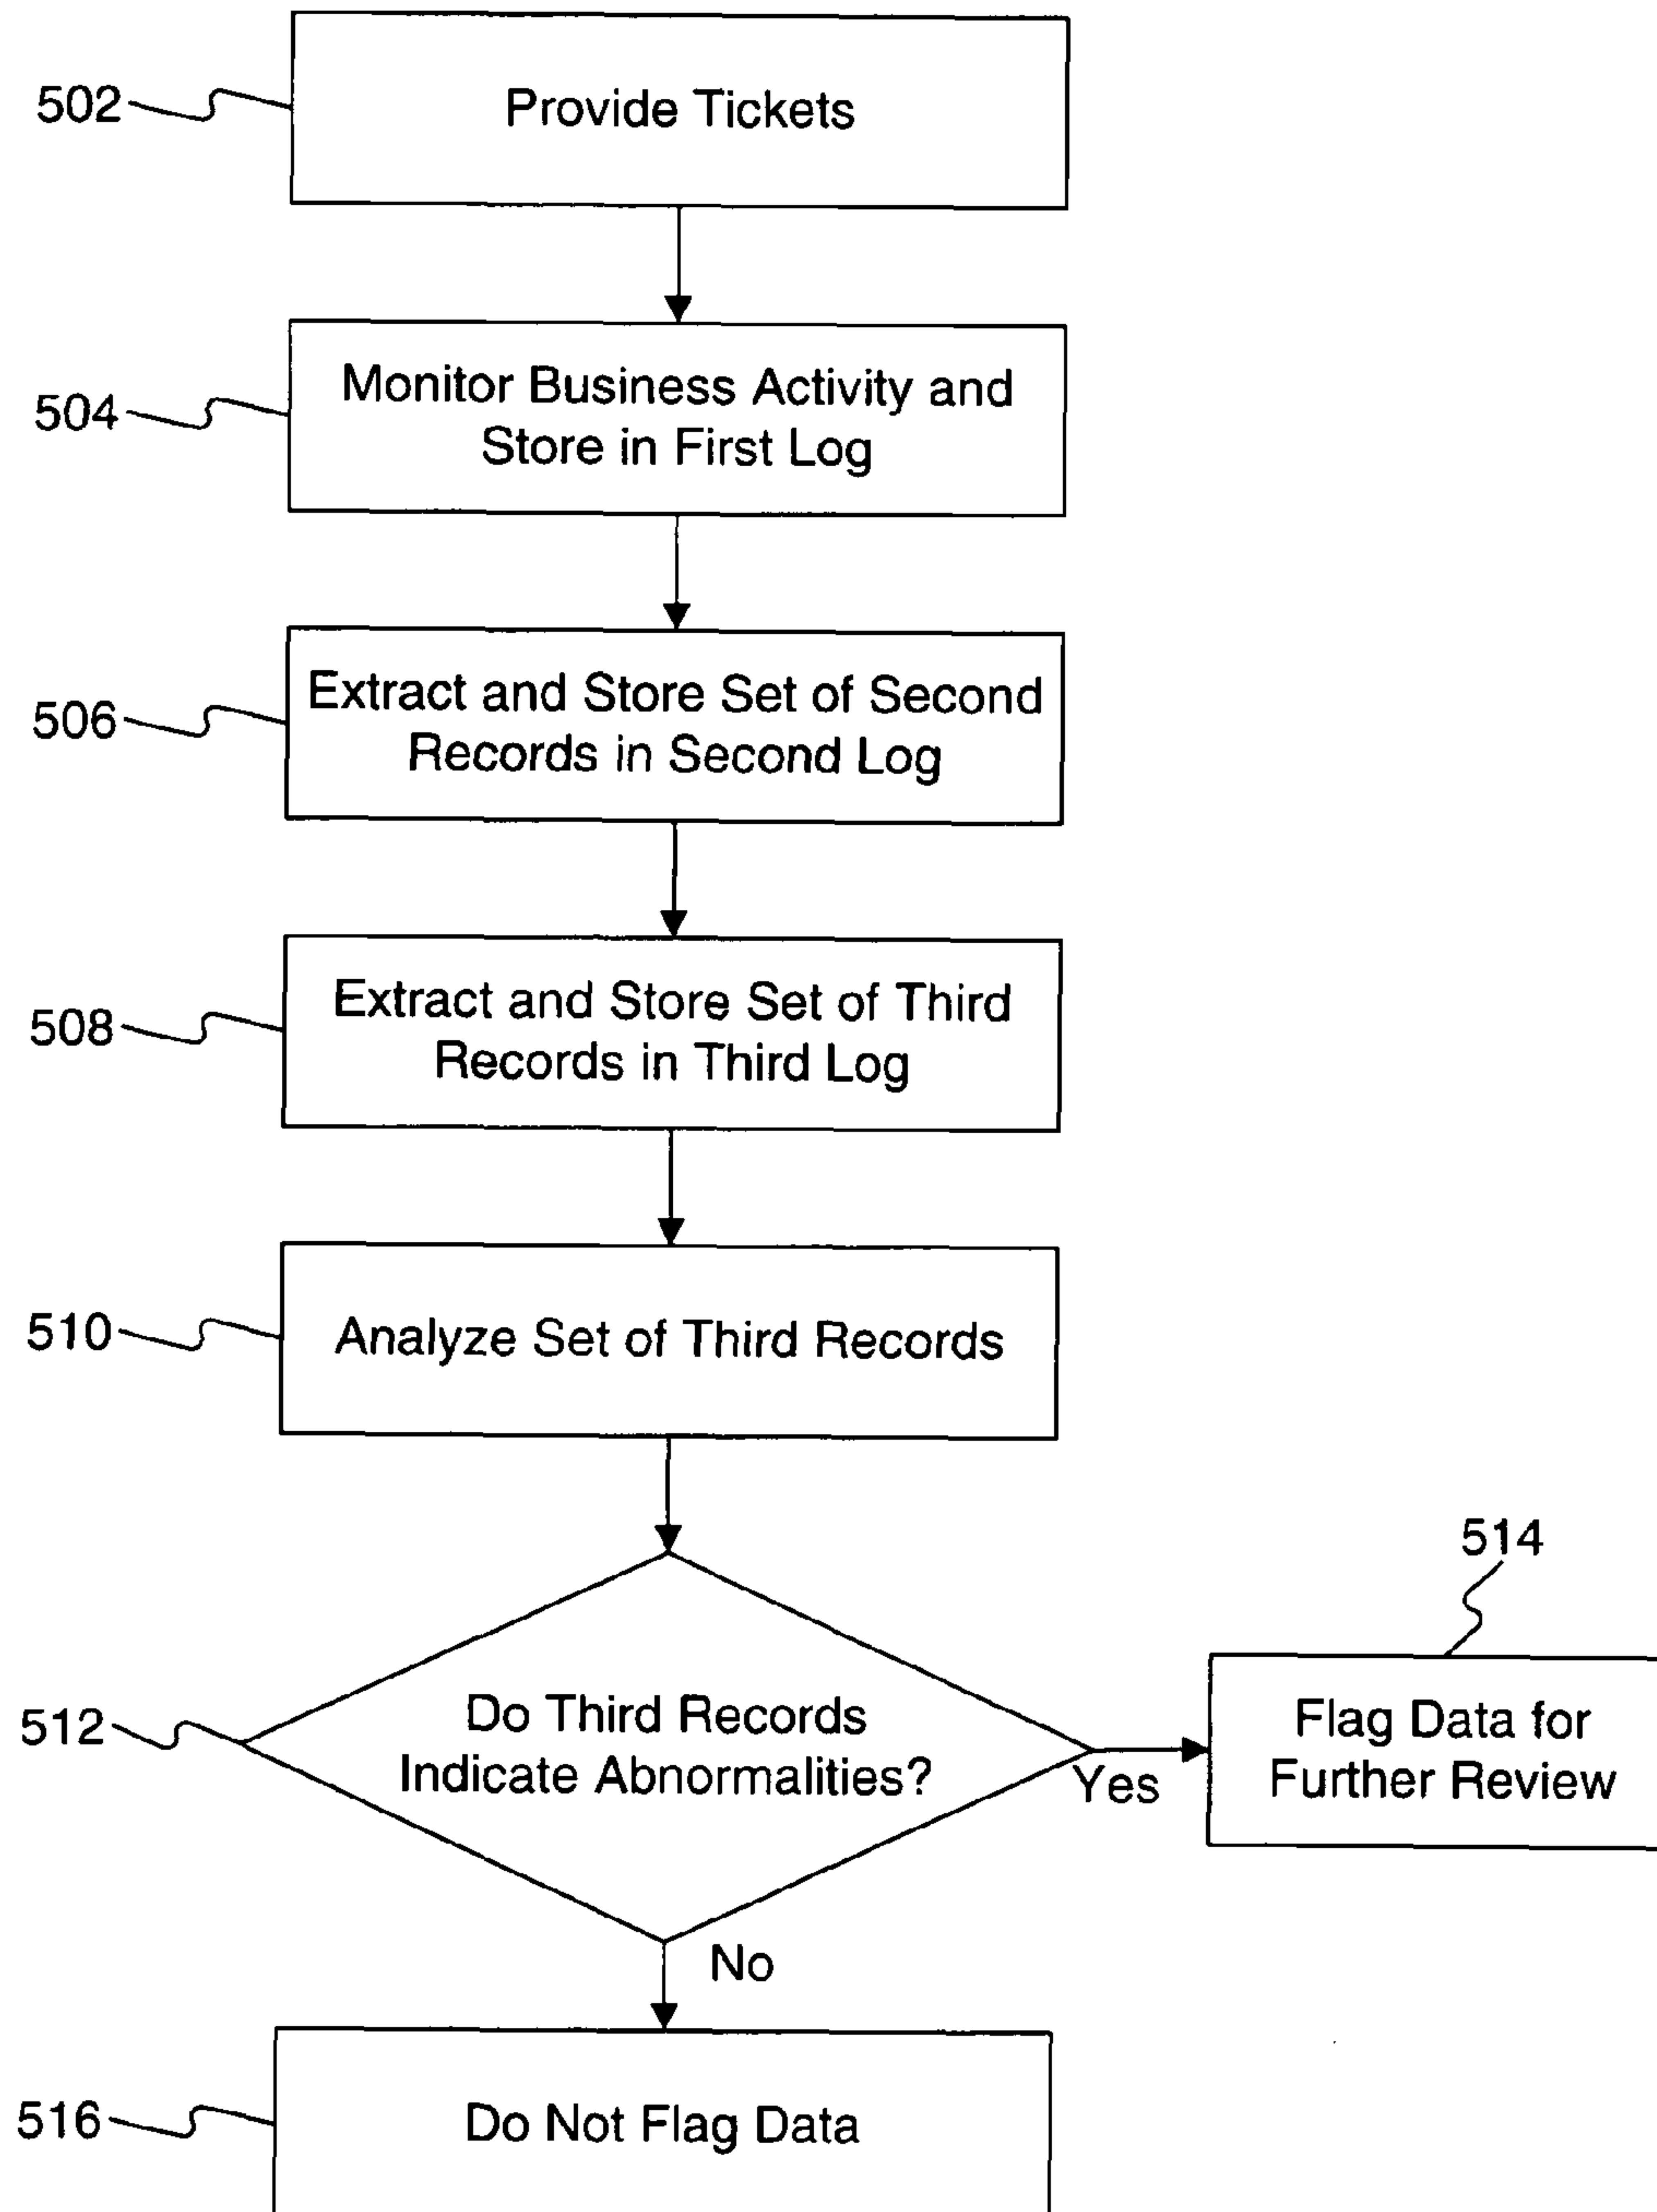 502
Provide Tickets
504
Monitor Business Activity and
Store in First Log
506
Extract and Store Set of Second
Records in Second Log
508
Extract and Store Set of Third
Records in Third Log
510
Analyze Set of Third Records
512
Do Third Records
Indicate Abnormalities?
Yes
514
Flag Data for
Further Review
No
516
Do Not Flag Data